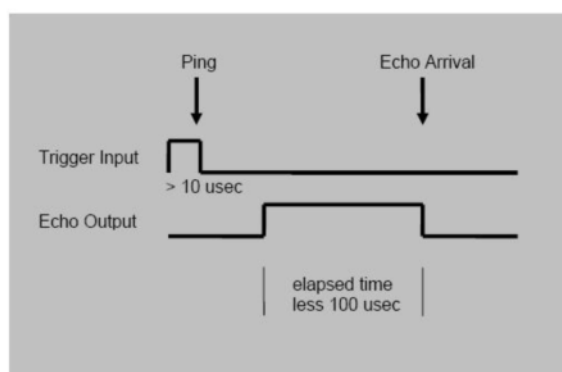 Ping
Echo Arrival
Trigger Input
> 10 usec
Echo Output
elapsed time
less 100 usec